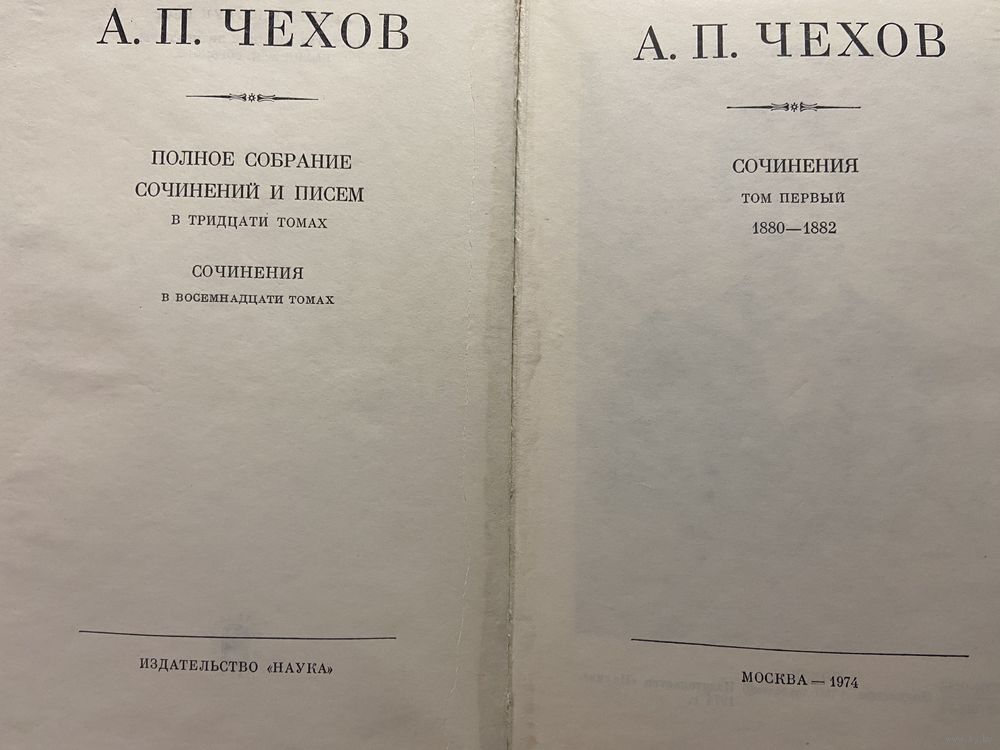 А. П. ЧЕХОВ
ПОЛНОЕ СОБРАНИЕ
СОЧИНЕНИЙ И ПИСЕМ
В ТРИДЦАТИ ТОМАХ
СОЧИНЕНИЯ
В ВОСЕМНАДЦАТИ ТОМАХ
ИЗДАТЕЛЬСТВО «НАУКА»
А. П. ЧЕХОВ
СОЧИНЕНИЯ
ТОМ ПЕРВЫЙ
1880—1882
МОСКВА — 1974